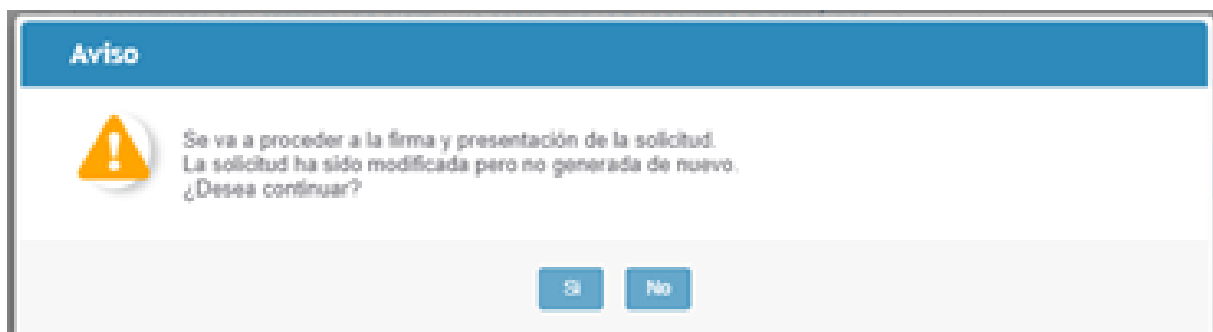 Aviso
Se va a proceder a la firma y presentación de la solicitud.
La solicitud ha sido modificada pero no generada de nuevo.
¿Desea continuar?
Si No